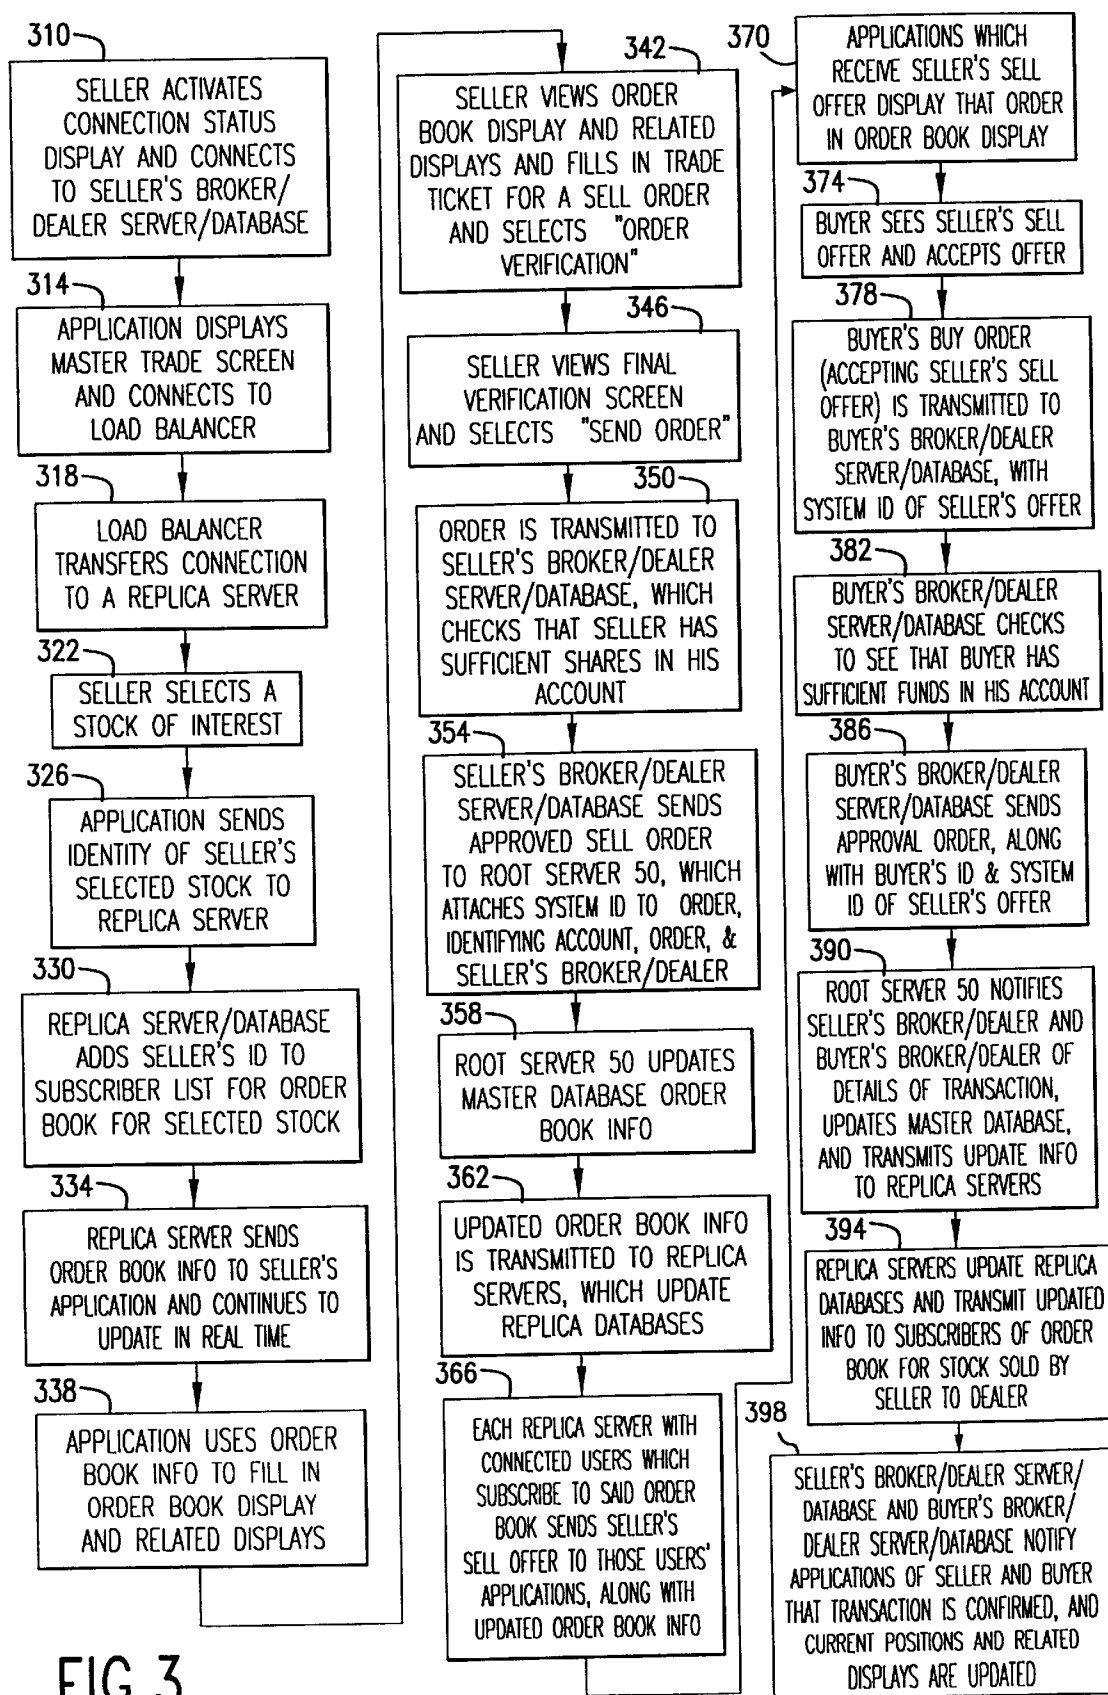 310
SELLER ACTIVATES
CONNECTION STATUS
DISPLAY AND CONNECTS
TO SELLER'S BROKER/
DEALER SERVER/DATABASE
314
APPLICATION DISPLAYS
MASTER TRADE SCREEN
AND CONNECTS TO
LOAD BALANCER
318
LOAD BALANCER
TRANSFERS CONNECTION
TO A REPLICA SERVER
322
SELLER SELECTS A
STOCK OF INTEREST
326
APPLICATION SENDS
IDENTITY OF SELLER'S
SELECTED STOCK TO
REPLICA SERVER
330
REPLICA SERVER/DATABASE
ADDS SELLER'S ID TO
SUBSCRIBER LIST FOR ORDER
BOOK FOR SELECTED STOCK
334
REPLICA SERVER SENDS
ORDER BOOK INFO TO SELLER'S
APPLICATION AND CONTINUES TO
UPDATE IN REAL TIME
338
APPLICATION USES ORDER
BOOK INFO TO FILL IN
ORDER BOOK DISPLAY
AND RELATED DISPLAYS
342
SELLER VIEWS ORDER
BOOK DISPLAY AND RELATED
DISPLAYS AND FILLS IN TRADE
TICKET FOR A SELL ORDER
AND SELECTS "ORDER
VERIFICATION"
346
SELLER VIEWS FINAL
VERIFICATION SCREEN
AND SELECTS "SEND ORDER"
350
ORDER IS TRANSMITTED TO
SELLER'S BROKER/DEALER
SERVER/DATABASE, WHICH
CHECKS THAT SELLER HAS
SUFFICIENT SHARES IN HIS
ACCOUNT
354
SELLER'S BROKER/DEALER
SERVER/DATABASE SENDS
APPROVED SELL ORDER
TO ROOT SERVER 50, WHICH
ATTACHES SYSTEM ID TO ORDER,
IDENTIFYING ACCOUNT, ORDER, &
SELLER'S BROKER/DEALER
358
ROOT SERVER 50 UPDATES
MASTER DATABASE ORDER
BOOK INFO
362
UPDATED ORDER BOOK INFO
IS TRANSMITTED TO REPLICA
SERVERS, WHICH UPDATE
REPLICA DATABASES
366
EACH REPLICA SERVER WITH
CONNECTED USERS WHICH
SUBSCRIBE TO SAID ORDER
BOOK SENDS SELLER'S
SELL OFFER TO THOSE USERS'
APPLICATIONS, ALONG WITH
UPDATED ORDER BOOK INFO
370
APPLICATIONS WHICH
RECEIVE SELLER'S SELL
OFFER DISPLAY THAT ORDER
IN ORDER BOOK DISPLAY
374
BUYER SEES SELLER'S SELL
OFFER AND ACCEPTS OFFER
378
BUYER'S BUY ORDER
(ACCEPTING SELLER'S SELL
OFFER) IS TRANSMITTED TO
BUYER'S BROKER/DEALER
SERVER/DATABASE, WITH
SYSTEM ID OF SELLER'S OFFER
382
BUYER'S BROKER/DEALER
SERVER/DATABASE CHECKS
TO SEE THAT BUYER HAS
SUFFICIENT FUNDS IN HIS ACCOUNT
386
BUYER'S BROKER/DEALER
SERVER/DATABASE SENDS
APPROVAL ORDER, ALONG
WITH BUYER'S ID & SYSTEM
ID OF SELLER'S OFFER
390
ROOT SERVER 50 NOTIFIES
SELLER'S BROKER/DEALER AND
BUYER'S BROKER/DEALER OF
DETAILS OF TRANSACTION,
UPDATES MASTER DATABASE,
AND TRANSMITS UPDATE INFO
TO REPLICA SERVERS
394
REPLICA SERVERS UPDATE REPLICA
DATABASES AND TRANSMIT UPDATED
INFO TO SUBSCRIBERS OF ORDER
BOOK FOR STOCK SOLD BY
SELLER TO DEALER
398
SELLER'S BROKER/DEALER SERVER/
DATABASE AND BUYER'S BROKER/
DEALER SERVER/DATABASE NOTIFY
APPLICATIONS OF SELLER AND BUYER
THAT TRANSACTION IS CONFIRMED, AND
CURRENT POSITIONS AND RELATED
DISPLAYS ARE UPDATED
FIG. 3